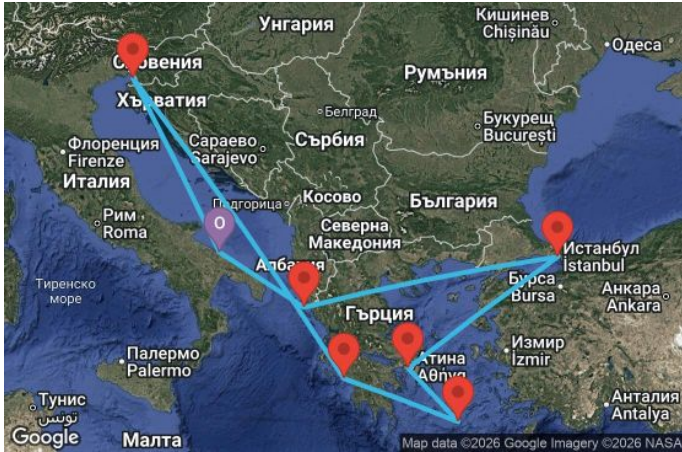 Унгария
Кишинев
Chișinău
Одеса
Словения
Румъния
Хърватия
Белград
Букурещ
București
Флоренция
Firenze
Сараево
Sarajevo
Сърбия
Италия
Подгорица
Косово
България
Рим
Roma
Северна
Македония
O
Албания
Истанбул
İstanbul
Тиренско
море
Бурса
Bursa
Анкара
Ankara
Гърция
Палермо
Palermo
Атина
Αθήνα
Измир
İzmir
Тунис
تونس
Анталия
Antalya
Google
Малта
Map data ©2026 Google Imagery ©2026 NASA